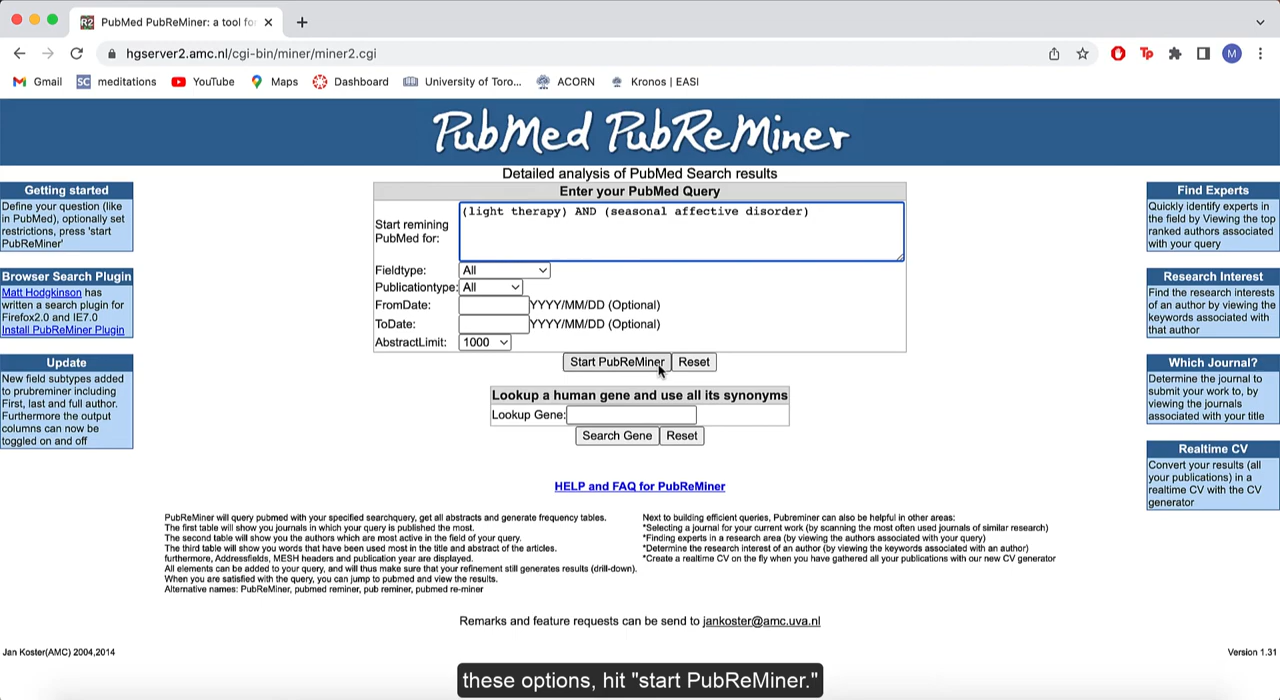 PubMed PubReMiner: a tool for
hgserver2.amc.nl/cgi-bin/miner/miner2.cgi
Tp
M
Gmail
SC meditations
YouTube
Maps
Dashboard
University of Toro...
ACORN
Kronos | EASI
PubMed PubReMiner
Detailed analysis of PubMed Search results
Getting started
Define your question (like
in PubMed), optionally set
restrictions, press 'start
PubReMiner'
Browser Search Plugin
Matt Hodgkinson has
written a search plugin for
Firefox2.0 and IE7.0
Install PubReMiner Plugin
Update
New field subtypes added
to prubreminer including
First, last and full author.
Furthermore the output
columns can now be
toggled on and off
Enter your PubMed Query
Start remining
PubMed for:
(light therapy) AND (seasonal affective disorder)
Fieldtype: All
Publicationtype: All
FromDate: YYYY/MM/DD (Optional)
ToDate: YYYY/MM/DD (Optional)
AbstractLimit: 1000
Start PubReMiner Reset
Lookup a human gene and use all its synonyms
Lookup Gene:
Search Gene Reset
HELP and FAQ for PubReMiner
Find Experts
Quickly identify experts in
the field by Viewing the top
ranked authors associated
with your query
Research Interest
Find the research interests
of an author by viewing the
keywords associated with
that author
Which Journal?
Determine the journal to
submit your work to, by
viewing the journals
associated with your title
Realtime CV
Convert your results (all
your publications) in a
realtime CV with the CV
generator
PubReMiner will query pubmed with your specified searchquery, get all abstracts and generate frequency tables.
The first table will show you journals in which your query is published the most.
The second table will show you the authors which are most active in the field of your query.
The third table will show you words that have been used most in the title and abstract of the articles.
furthermore, Addressfields, MESH headers and publication year are displayed.
All elements can be added to your query, and will thus make sure that your refinement still generates results (drill-down).
When you are satisfied with the query, you can jump to pubmed and view the results.
Alternative names: PubReMiner, pubmed reminer, pub reminer, pubmed re-miner
Next to building efficient queries, Pubreminer can also be helpful in other areas:
*Selecting a journal for your current work (by scanning the most often used journals of similar research)
*Finding experts in a research area (by viewing the authors associated with your query)
*Determine the research interest of an author (by viewing the keywords associated with an author)
*Create a realtime CV on the fly when you have gathered all your publications with our new CV generator
Remarks and feature requests can be send to jankoster@amc.uva.nl
Jan Koster(AMC) 2004,2014
Version 1.31
these options, hit "start PubReMiner."